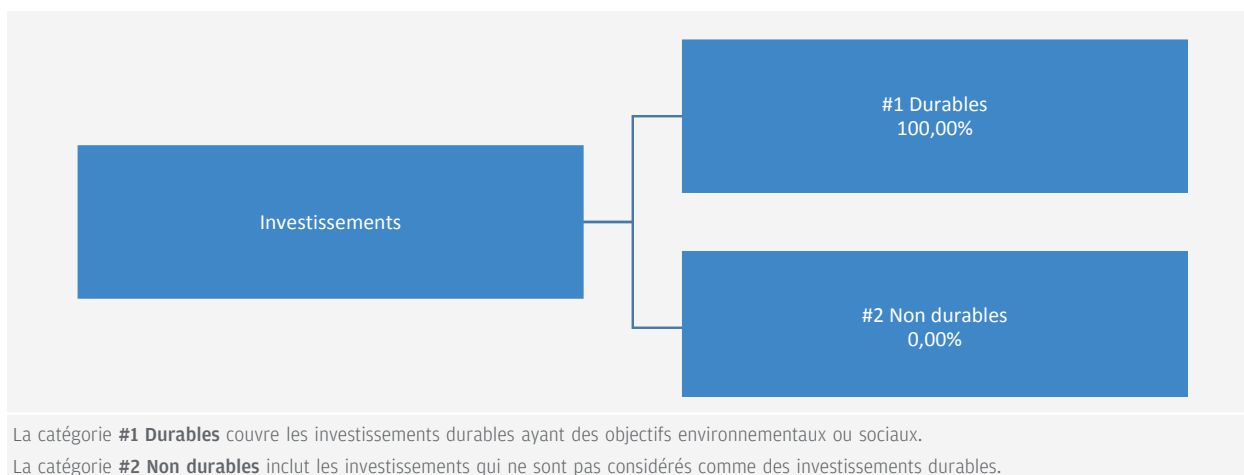 Investissements
#1 Durables
100,00%
#2 Non durables
0,00%
La catégorie #1 Durables couvre les investissements durables ayant des objectifs environnementaux ou sociaux.
La catégorie #2 Non durables inclut les investissements qui ne sont pas considérés comme des investissements durables.